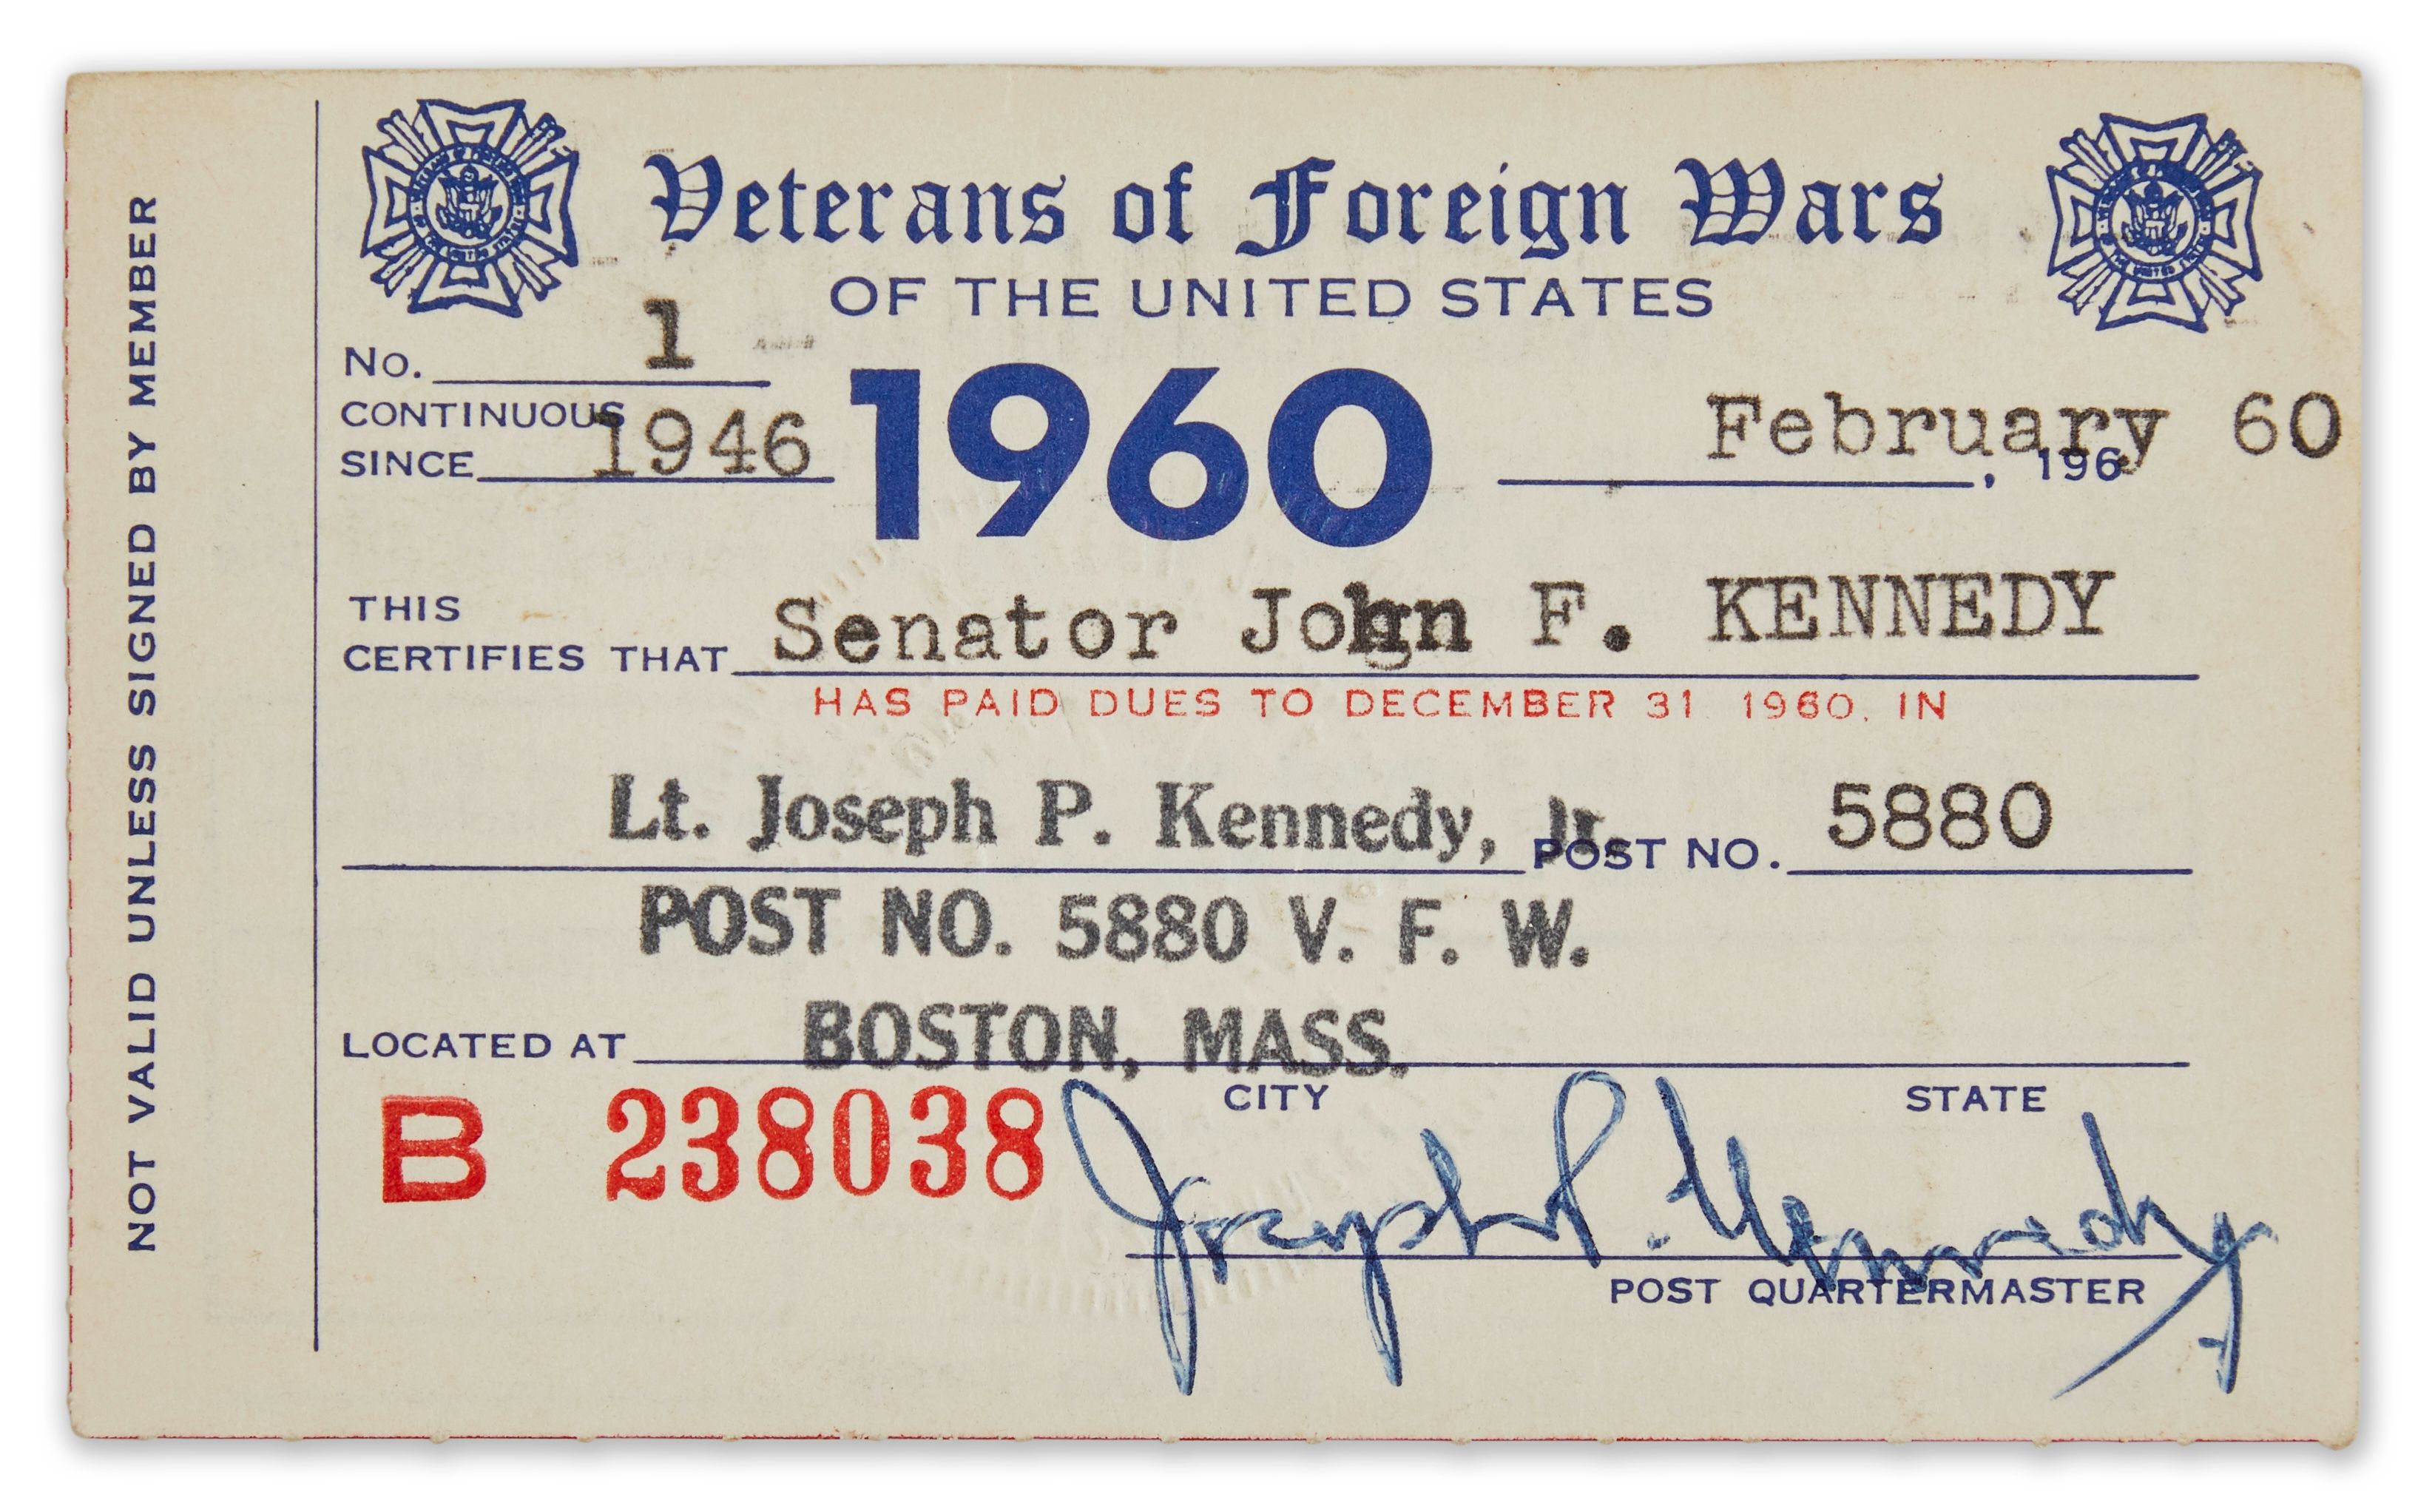 NOT VALID UNLESS SIGNED BY MEMBER
Veterans of Foreign Wars
OF THE UNITED STATES
No. 1
CONTINUOUS
SINCE 1946
1960
February 60
, 196
THIS
CERTIFIES THAT Senator John F. KENNEDY
HAS PAID DUES TO DECEMBER 31 1960. IN
Lt. Joseph P. Kennedy, Jr. POST NO. 5880
POST NO. 5880 V. F. W.
LOCATED AT BOSTON, MASS.
CITY STATE
B 238038
Joseph P. Kennedy
POST QUARTERMASTER